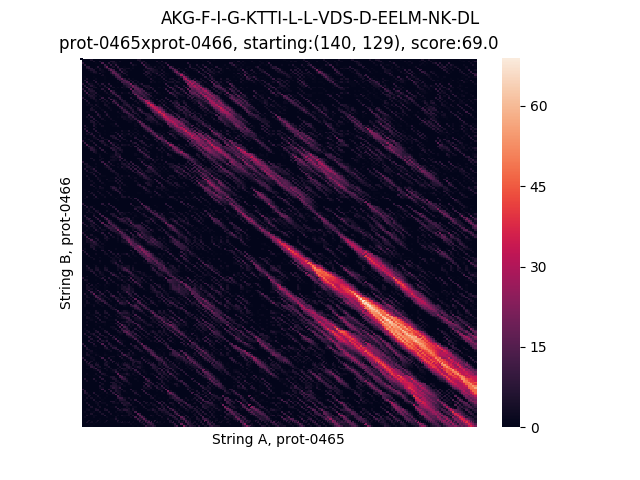 AKG-F-I-G-KTTI-L-L-VDS-D-EELM-NK-DL
prot-0465xprot-0466, starting:(140, 129), score:69.0
60
45
30
15
0
String B, prot-0466
String A, prot-0465